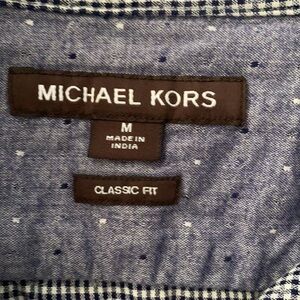 MICHAEL KORS
M
MADE IN
INDIA
CLASSIC FIT